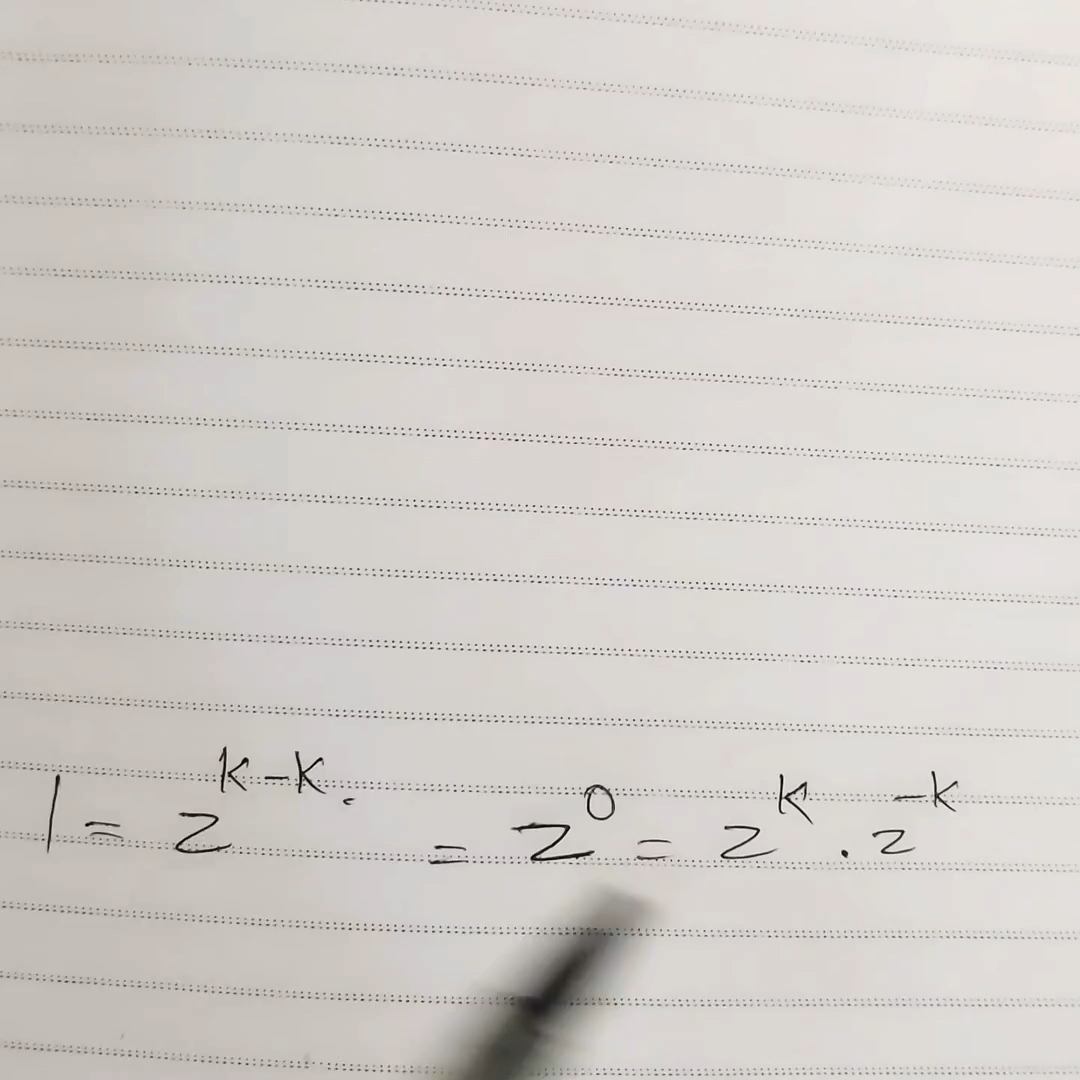 1 = z^{k-k}. = z^0 = z^k . z^{-k}